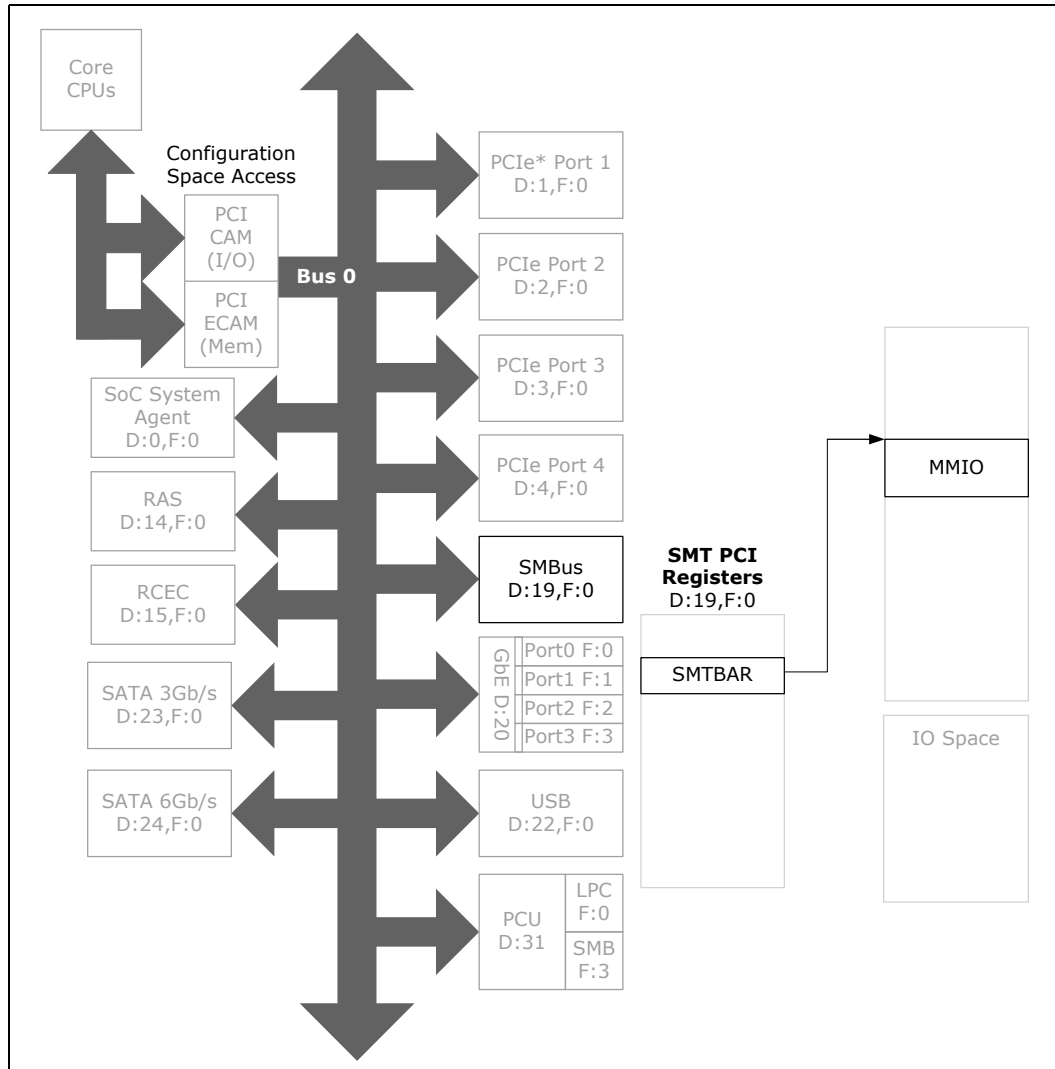 Core
CPUs
Configuration
Space Access
PCI
CAM
(I/O)
PCI
ECAM
(Mem)
Bus 0
SoC System
Agent
D:0,F:0
RAS
D:14,F:0
RCEC
D:15,F:0
SATA 3Gb/s
D:23,F:0
SATA 6Gb/s
D:24,F:0
PCIe* Port 1
D:1,F:0
PCIe Port 2
D:2,F:0
PCIe Port 3
D:3,F:0
PCIe Port 4
D:4,F:0
SMBus
D:19,F:0
GbE D:20
Port0 F:0
Port1 F:1
Port2 F:2
Port3 F:3
USB
D:22,F:0
PCU
D:31
LPC
F:0
SMB
F:3
SMT PCI
Registers
D:19,F:0
SMTBAR
MMIO
IO Space